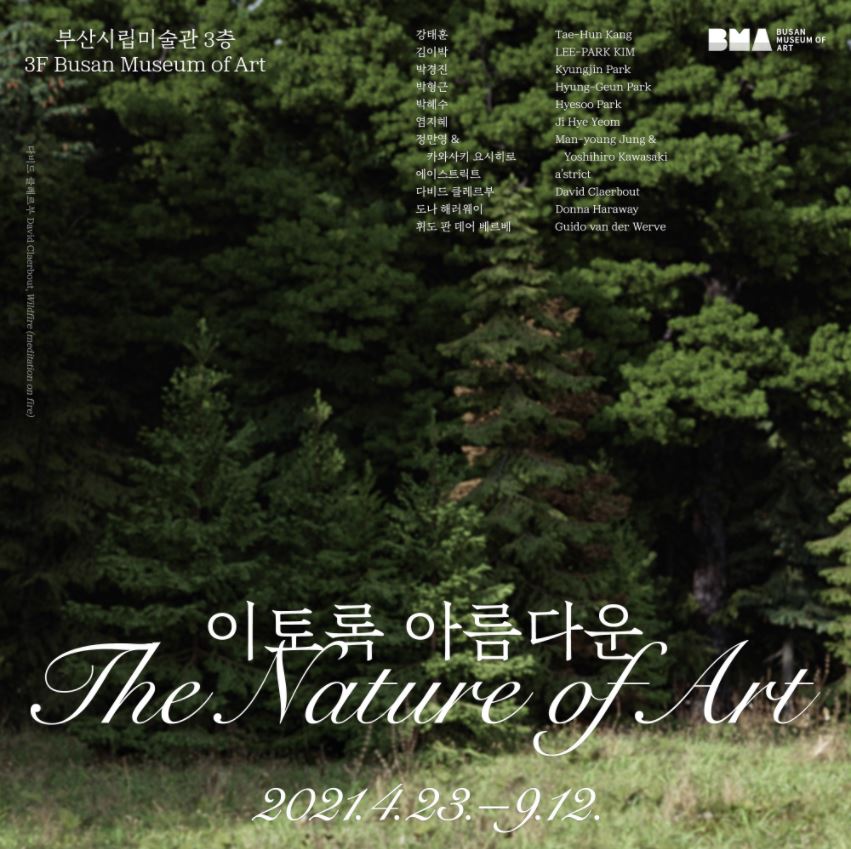 부산시립미술관 3층
3F Busan Museum of Art
강태훈
김이박
박경진
박형근
박혜수
염지혜
정만영 &
카와사키 요시히로
에이스트릭트
다비드 클레르부
도나 해러웨이
휘도 판 데어 베르베
Tae-Hun Kang
LEE-PARK KIM
Kyungjin Park
Hyung-Geun Park
Hyesoo Park
Ji Hye Yeom
Man-young Jung &
Yoshihiro Kawasaki
a'strict
David Claerbout
Donna Haraway
Guido van der Werve
BMA
BUSAN
MUSEUM OF
ART
다비드 클레르부 David Claerbout, Wildfire (meditation on fire)
이토록 아름다운
The Nature of Art
2021.4.23.–9.12.